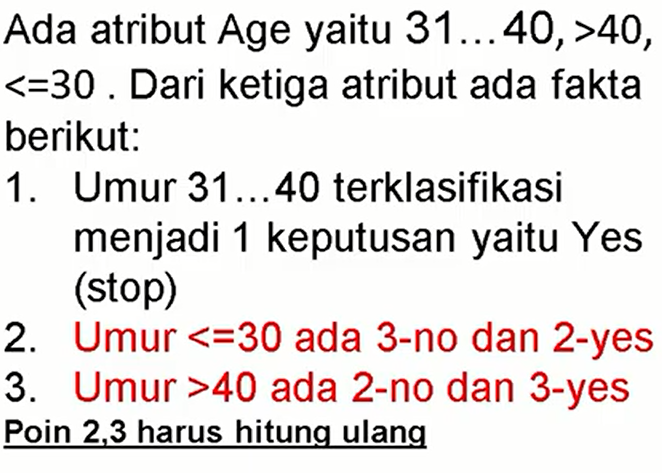 Ada atribut Age yaitu 31…40, >40,
<=30 . Dari ketiga atribut ada fakta
berikut:
1. Umur 31…40 terklasifikasi
menjadi 1 keputusan yaitu Yes
(stop)
2. Umur <=30 ada 3-no dan 2-yes
3. Umur >40 ada 2-no dan 3-yes
Poin 2,3 harus hitung ulang